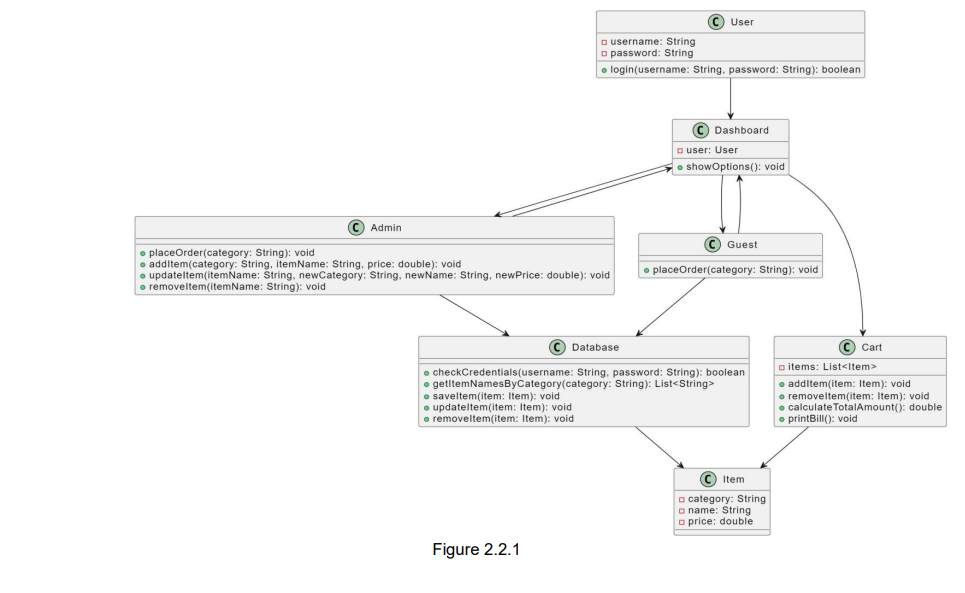 C User
username: String
password: String
login(username: String, password: String): boolean
C Dashboard
user: User
showOptions(): void
C Admin
placeOrder(category: String): void
addItem(category: String, itemName: String, price: double): void
updateItem(itemName: String, newCategory: String, newName: String, newPrice: double): void
removeItem(itemName: String): void
C Guest
placeOrder(category: String): void
C Database
checkCredentials(username: String, password: String): boolean
getItemNamesByCategory(category: String): List<String>
saveItem(item: Item): void
updateItem(item: Item): void
removeItem(item: Item): void
C Cart
items: List<Item>
addItem(item: Item): void
removeItem(item: Item): void
calculateTotalAmount(): double
printBill(): void
C Item
category: String
name: String
price: double
Figure 2.2.1